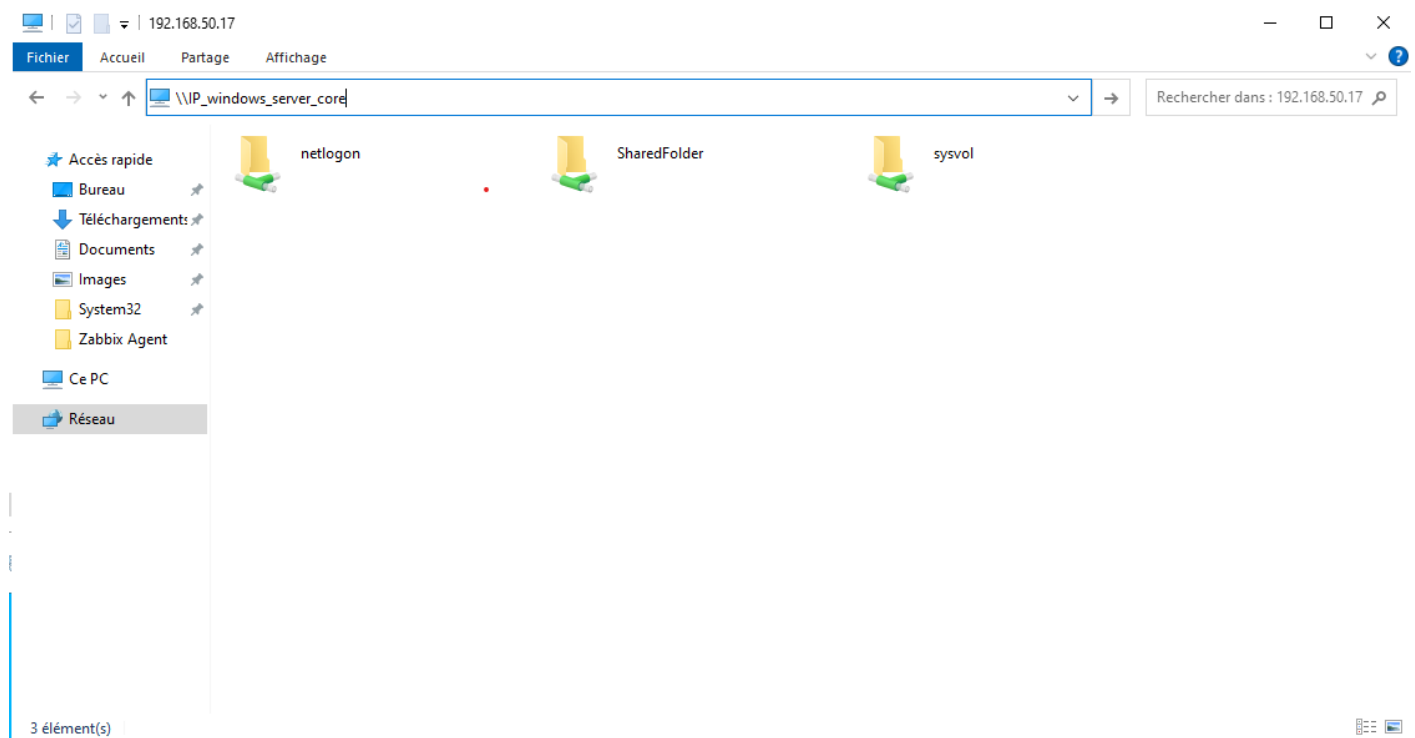 192.168.50.17
Fichier Accueil Partage Affichage
\\IP_windows_server_core
Rechercher dans : 192.168.50.17
Accès rapide
Bureau
Téléchargements
Documents
Images
System32
Zabbix Agent
Ce PC
Réseau
netlogon SharedFolder sysvol
3 élément(s)